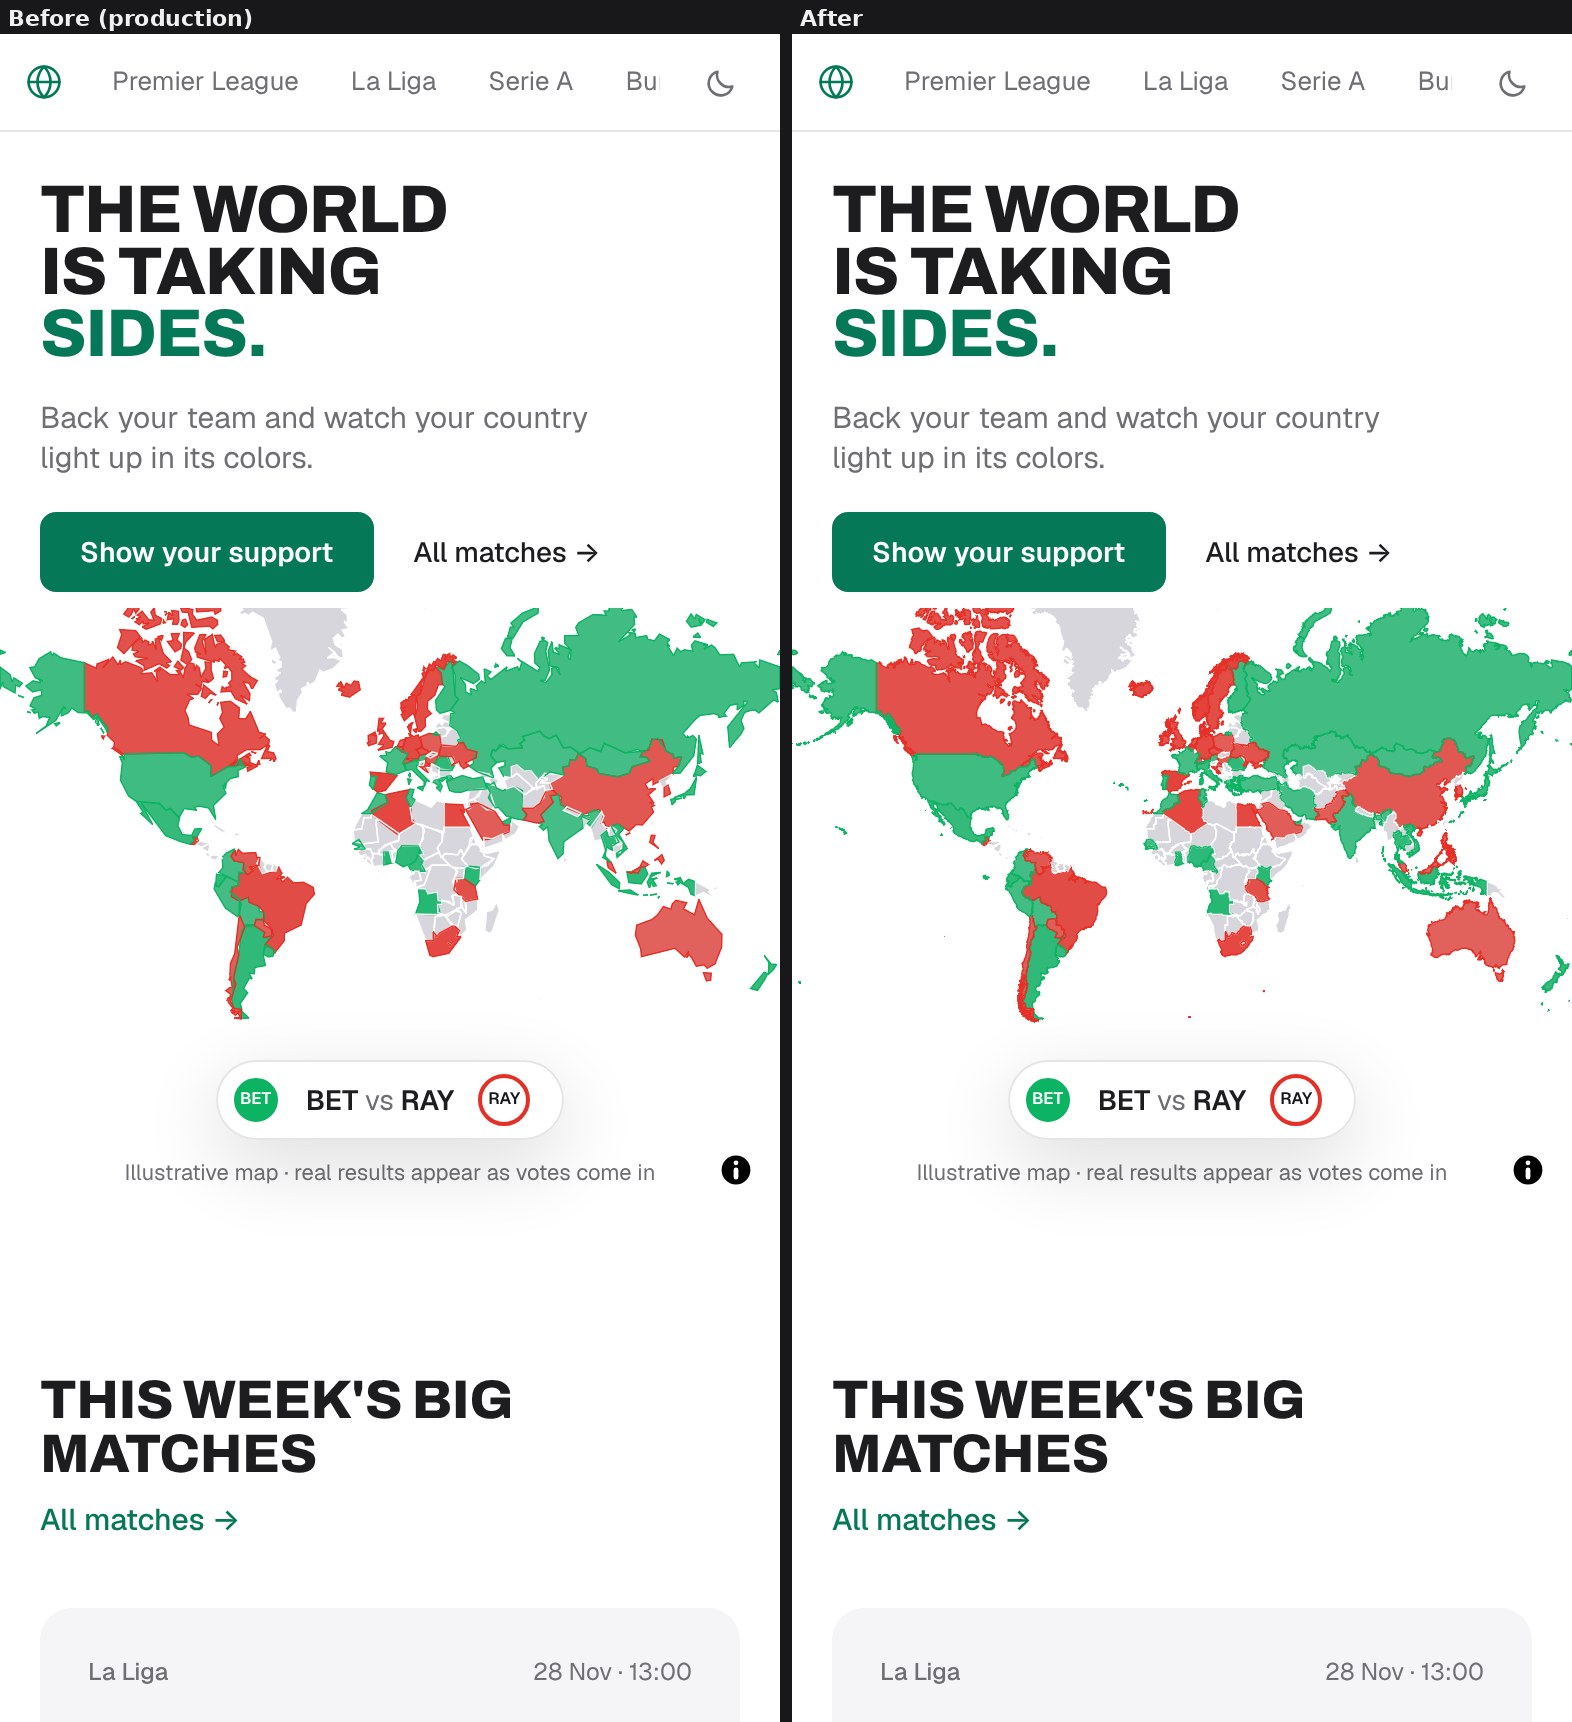 Before (production)
Premier League La Liga Serie A Bu
THE WORLD
IS TAKING
SIDES.
Back your team and watch your country
light up in its colors.
Show your support All matches →
BET BET vs RAY RAY
Illustrative map · real results appear as votes come in
THIS WEEK'S BIG
MATCHES
All matches →
La Liga 28 Nov · 13:00
After
Premier League La Liga Serie A Bu
THE WORLD
IS TAKING
SIDES.
Back your team and watch your country
light up in its colors.
Show your support All matches →
BET BET vs RAY RAY
Illustrative map · real results appear as votes come in
THIS WEEK'S BIG
MATCHES
All matches →
La Liga 28 Nov · 13:00